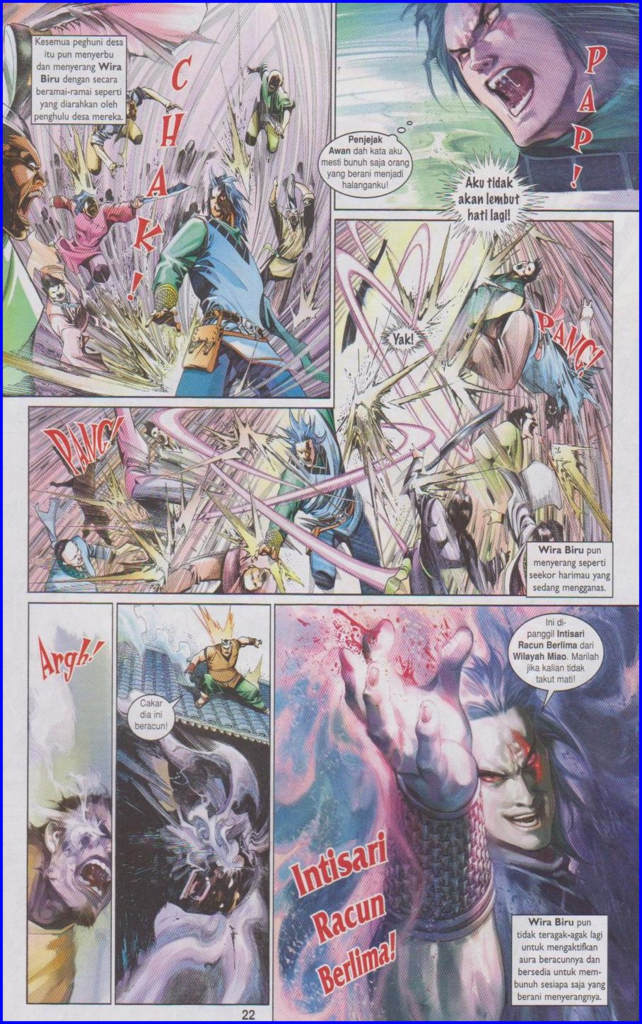 Kesemua peghuni desa
itu pun menyerbu
dan menyerang Wira
Biru dengan secara
beramai-ramai seperti
yang diarahkan oleh
penghulu desa mereka.
CHAK!
PAP!
Penjejak
Awan dah kata aku
mesti bunuh saja orang
yang berani menjadi
halanganku!
Aku tidak
akan lembut
hati lagi!
Yak!
PANG!
PANG!
Wira Biru pun
menyerang seperti
seekor harimau yang
sedang mengganas.
Argh!
Cakar
dia ini
beracun!
Ini di-
panggil Intisari
Racun Berlima dari
Wilayah Miao. Marilah
jika kalian tidak
takut mati!
Intisari
Racun
Berlima!
Wira Biru pun
tidak teragak-agak lagi
untuk mengaktifkan
aura beracunnya dan
bersedia untuk mem-
bunuh sesiapa saja yang
berani menyerangnya.
22